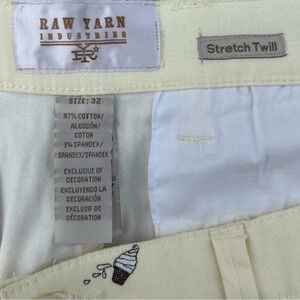 RAW YARN
INDUSTRIES
Stretch Twill
SIZE: 32
97% COTTON/
ALGODÓN/
COTON
3% SPANDEX/
SPANDEX/SPANDEX
EXCLUSIVE OF
DECORATION
EXCLUYENDO LA
DECORACIÓN
EXCLUSIF DE
DÉCORATION